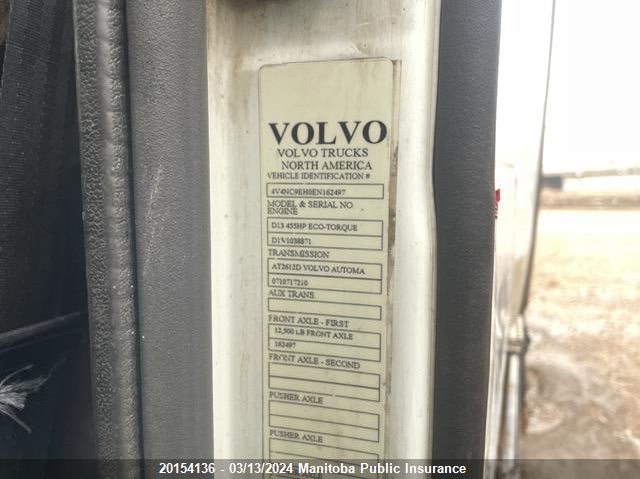 VOLVO
VOLVO TRUCKS
NORTH AMERICA
VEHICLE IDENTIFICATION #
4V4NC9EH0EN162497
MODEL & SERIAL NO.
ENGINE
D13 455HP ECO-TORQUE
D1V1038871
TRANSMISSION
AT2612D VOLVO AUTOMA
0710717210
AUX TRANS.
FRONT AXLE - FIRST
12,500 LB FRONT AXLE
162497
FRONT AXLE - SECOND
PUSHER AXLE
PUSHER AXLE
20154136 - 03/13/2024 Manitoba Public Insurance